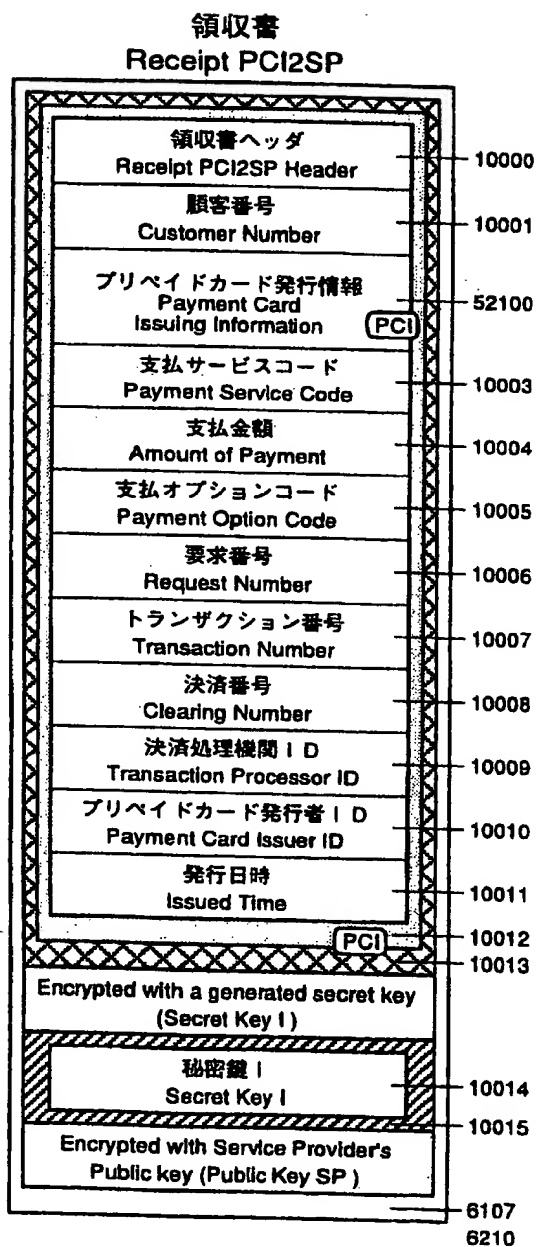 領収書
Receipt PCI2SP
領収書ヘッダ
Receipt PCI2SP Header
10000
顧客番号
Customer Number
10001
プリペイドカード発行情報
Payment Card
Issuing Information
PCI
52100
支払サービスコード
Payment Service Code
10003
支払金額
Amount of Payment
10004
支払オプションコード
Payment Option Code
10005
要求番号
Request Number
10006
トランザクション番号
Transaction Number
10007
決済番号
Clearing Number
10008
決済処理機関ID
Transaction Processor ID
10009
プリペイドカード発行者ID
Payment Card Issuer ID
10010
発行日時
Issued Time
10011
PCI
10012
10013
Encrypted with a generated secret key
(Secret Key I)
秘密鍵I
Secret Key I
10014
10015
Encrypted with Service Provider's
Public key (Public Key SP )
6107
6210